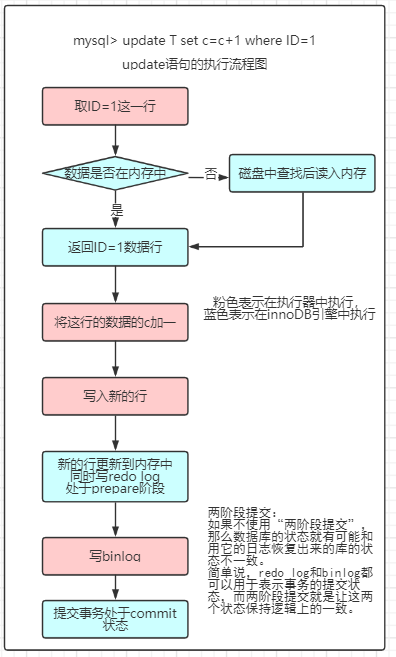 mysql> update T set c=c+1 where ID=1
update语句的执行流程图
取ID=1这一行
数据是否在内存中
否
磁盘中查找后读入内存
是
返回ID=1数据行
将这行的数据的c加一
粉色表示在执行器中执行,
蓝色表示在innoDB引擎中执行
写入新的行
新的行更新到内存中
同时写redo log
处于prepare阶段
写binlog
提交事务处于commit
状态
两阶段提交:
如果不使用“两阶段提交”,
那么数据库的状态就有可能和
用它的日志恢复出来的库的状
态不一致。
简单说, redo log和binlog都
可以用于表示事务的提交状
态, 而两阶段提交就是让这两
个状态保持逻辑上的一致。